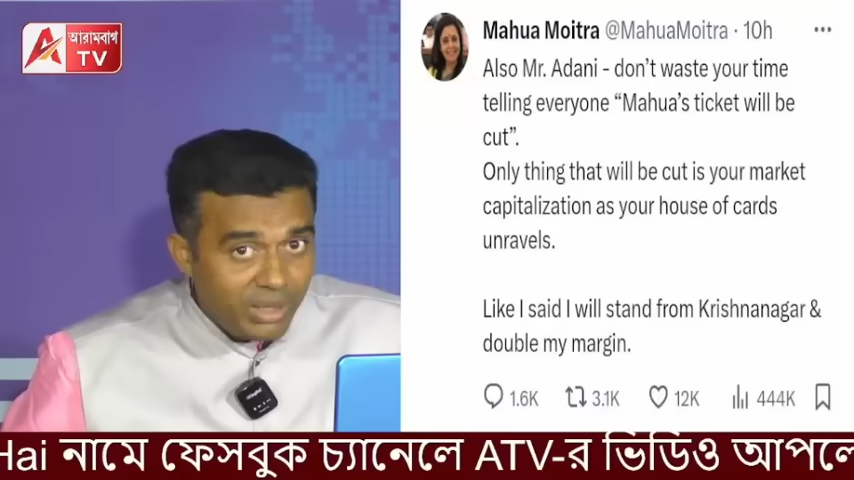 আরামবাগ
TV
Mahua Moitra @MahuaMoitra · 10h
Also Mr. Adani - don't waste your time
telling everyone “Mahua's ticket will be
cut”.
Only thing that will be cut is your market
capitalization as your house of cards
unravels.
Like I said I will stand from Krishnanagar &
double my margin.
1.6K 3.1K 12K 444K
Hai নামে ফেসবুক চ্যানেলে ATV-র ভিডিও আপলে